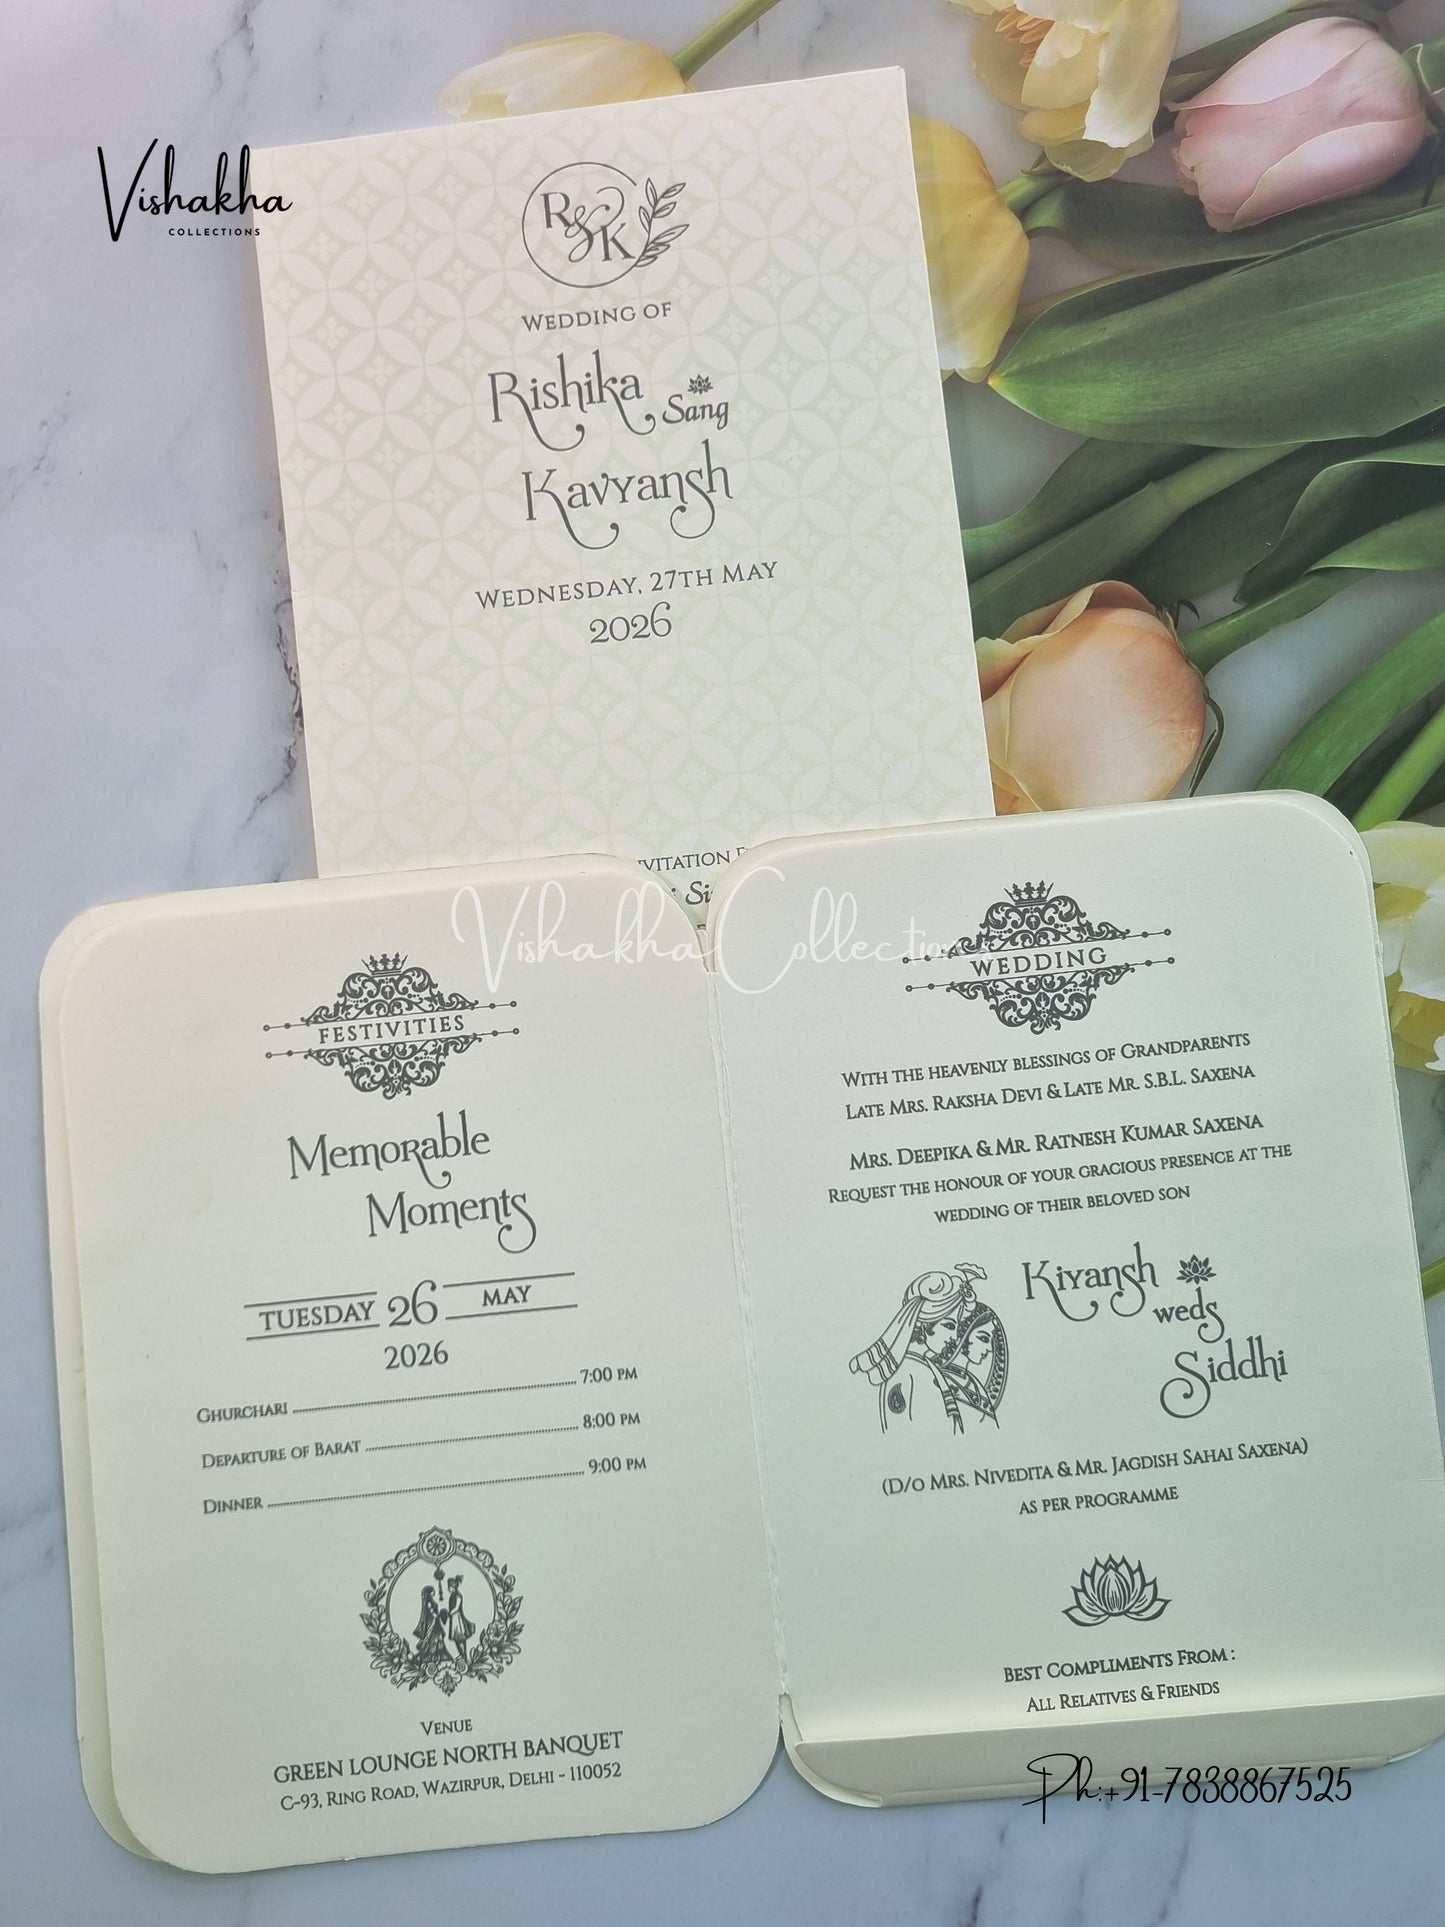 Vishakha
COLLECTIONS
R & K
Wedding of
Rishika
Sang
Kavyansh
Wednesday, 27th May
2026
Vishakha Collections
Festivities
Memorable
Moments
Tuesday 26 May
2026
Ghurchari 7:00 pm
Departure of Barat 8:00 pm
Dinner 9:00 pm
Venue
GREEN LOUNGE NORTH BANQUET
C-93, Ring Road, Wazirpur, Delhi - 110052
Wedding
With the heavenly blessings of Grandparents
Late Mrs. Raksha Devi & Late Mr. S.B.L. Saxena
Mrs. Deepika & Mr. Ratnesh Kumar Saxena
Request the honour of your gracious presence at the
wedding of their beloved son
Kiyansh
weds
Siddhi
(D/o Mrs. Nivedita & Mr. Jagdish Sahai Saxena)
as per programme
Best Compliments From :
All Relatives & Friends
Ph:+91-7838867525